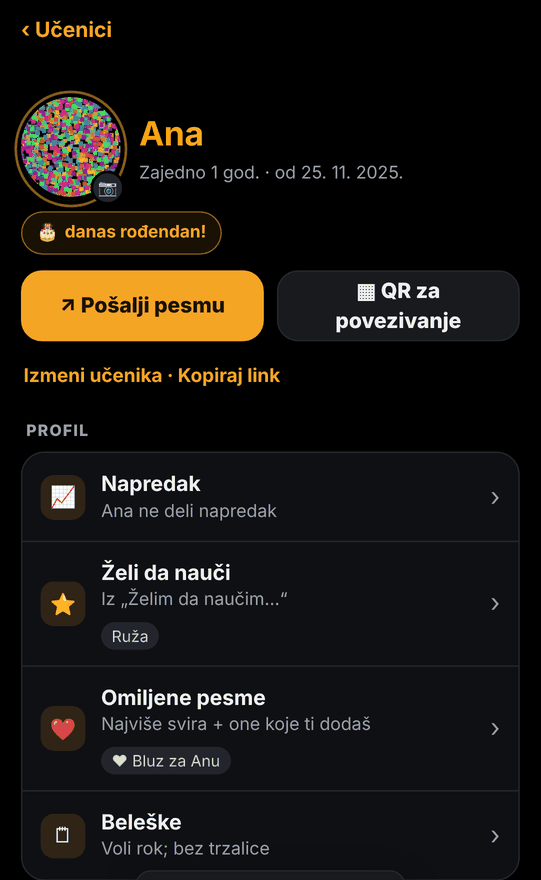 ‹ Učenici
Ana
Zajedno 1 god. · od 25. 11. 2025.
🎂 danas rođendan!
↗ Pošalji pesmu
▦ QR za
povezivanje
Izmeni učenika · Kopiraj link
PROFIL
Napredak
Ana ne deli napredak
Želi da nauči
Iz „Želim da naučim…“
Ruža
Omiljene pesme
Najviše svira + one koje ti dodaš
♥ Bluz za Anu
Beleške
Voli rok; bez trzalice